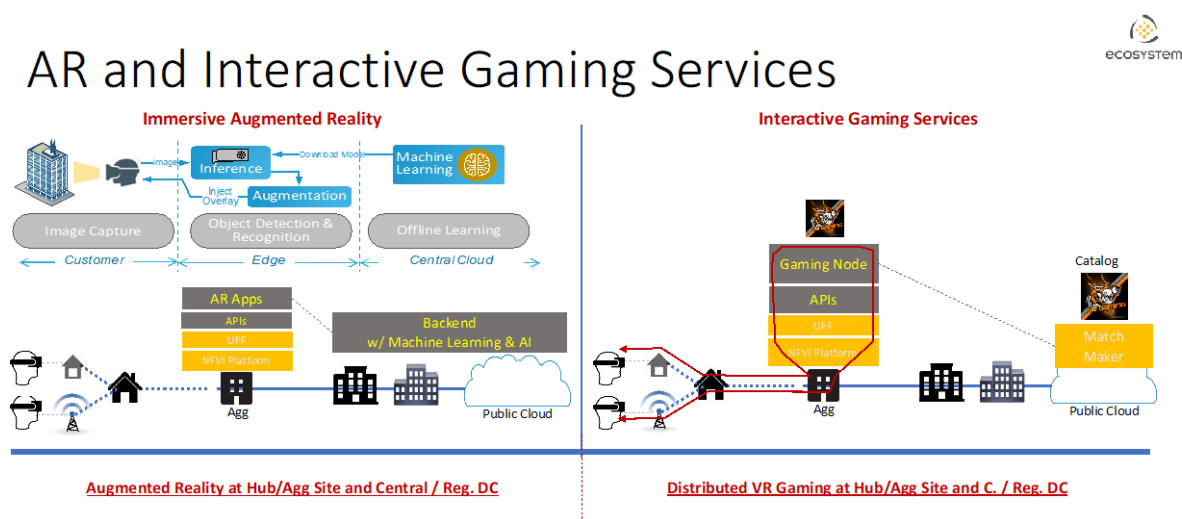 ecosystem
AR and Interactive Gaming Services
Immersive Augmented Reality
Image
Inference
Download Model
Machine
Learning
Inject
Overlay
Augmentation
Image Capture
Object Detection &
Recognition
Offline Learning
Customer
Edge
Central Cloud
AR Apps
APIs
UPF
NFVI Platform
Backend
w/ Machine Learning & AI
Agg
Public Cloud
Augmented Reality at Hub/Agg Site and Central / Reg. DC
Interactive Gaming Services
GAMING
Gaming Node
APIs
UPF
NFVI Platform
Catalog
GAMING
Match
Maker
Agg
Public Cloud
Distributed VR Gaming at Hub/Agg Site and C. / Reg. DC